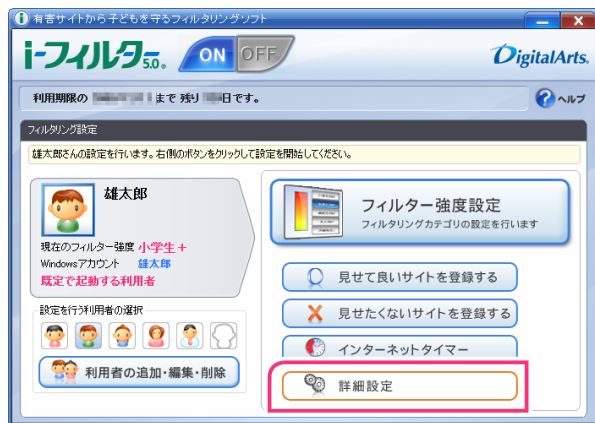 有害サイトから子どもを守るフィルタリングソフト
i-フィルター5.0.
ON OFF
DigitalArts.
利用期限の まで 残り 日です。
ヘルプ
フィルタリング設定
雄太郎さんの設定を行います。右側のボタンをクリックして設定を開始してください。
雄太郎
現在のフィルター強度 小学生+
Windowsアカウント 雄太郎
既定で起動する利用者
設定を行う利用者の選択
利用者の追加・編集・削除
フィルター強度設定
フィルタリングカテゴリの設定を行います
見せて良いサイトを登録する
見せたくないサイトを登録する
インターネットタイマー
詳細設定